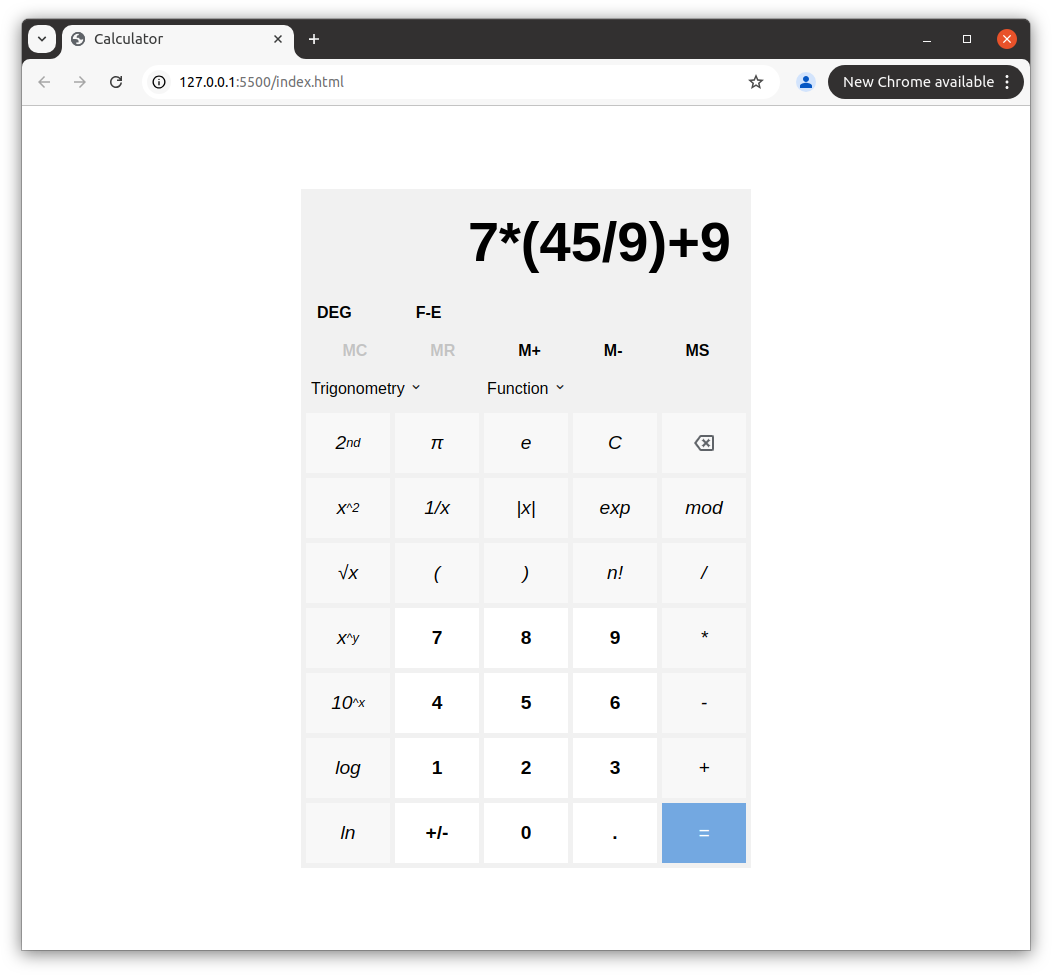 Calculator
127.0.0.1:5500/index.html
New Chrome available
7*(45/9)+9
DEG F-E
MC MR M+ M- MS
Trigonometry Function
2nd π e C
x^2 1/x |x| exp mod
√x ( ) n! /
x^y 7 8 9 *
10^x 4 5 6 -
log 1 2 3 +
ln +/- 0 . =